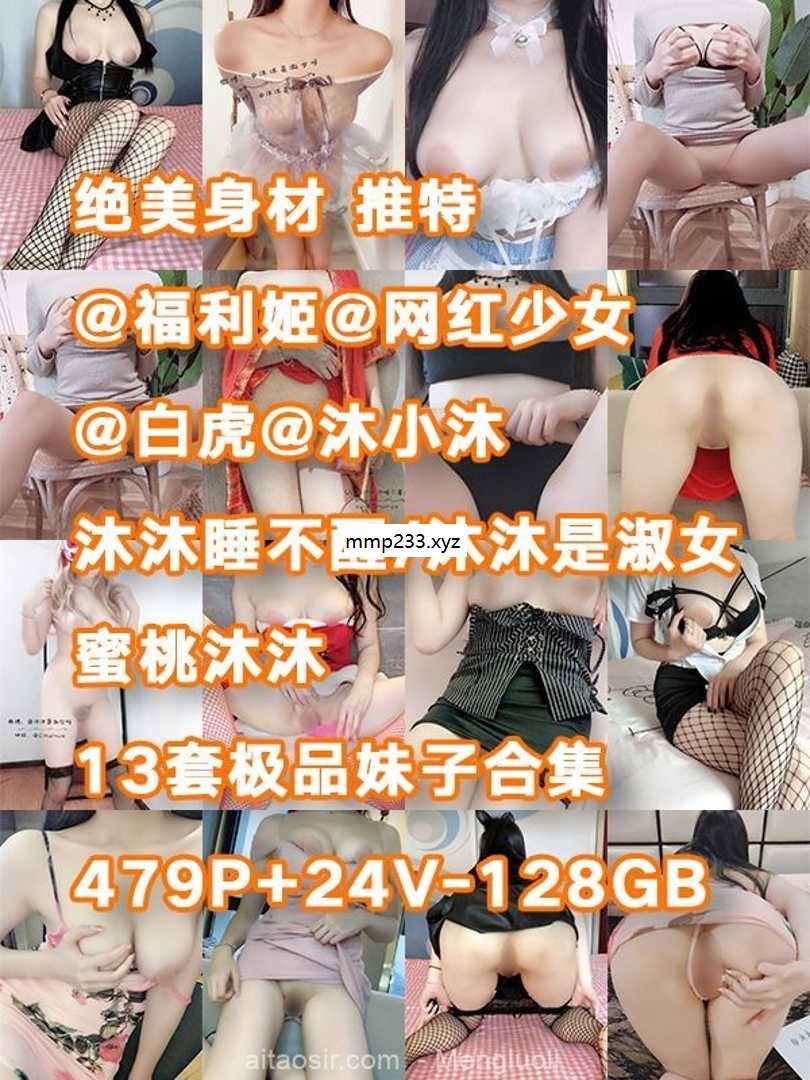 绝美身材 推特
@福利姬@网红少女
@白虎@沐小沐
沐沐睡不 /沐沐是淑女
mmp233.xyz
蜜桃沐沐
13套极品妹子合集
479P+24V-128GB
aitaosir.com Mengluoli